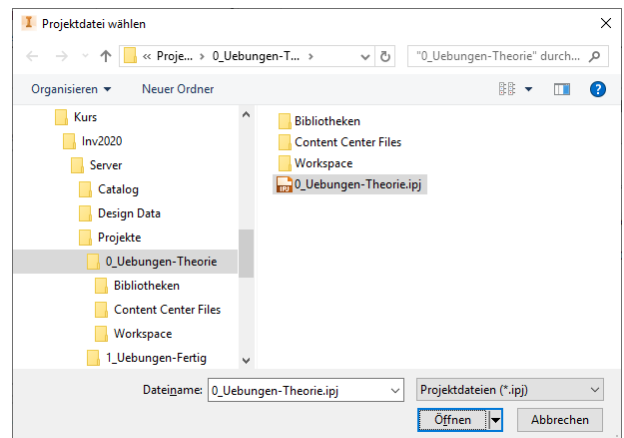 Projektdatei wählen
« Proje... › 0_Uebungen-T... ›
"0_Uebungen-Theorie" durch...
Organisieren
Neuer Ordner
?
Kurs
Inv2020
Server
Catalog
Design Data
Projekte
0_Uebungen-Theorie
Bibliotheken
Content Center Files
Workspace
1_Uebungen-Fertig
Bibliotheken
Content Center Files
Workspace
0_Uebungen-Theorie.ipj
Dateiname: 0_Uebungen-Theorie.ipj
Projektdateien (*.ipj)
Öffnen
Abbrechen